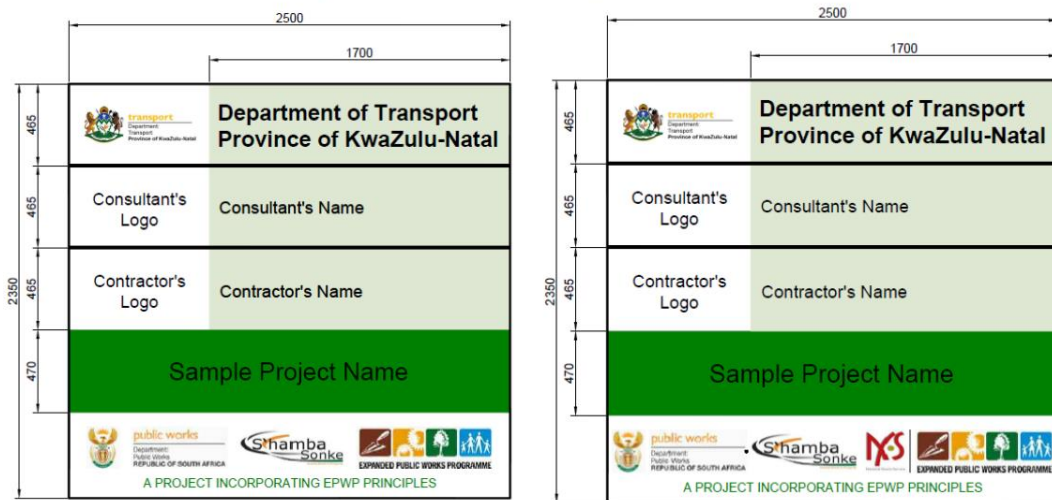 2500
1700
465
transport
Department:
Transport
Province of KwaZulu-Natal
Department of Transport
Province of KwaZulu-Natal
465
Consultant's
Logo
Consultant's Name
2350
465
Contractor's
Logo
Contractor's Name
470
Sample Project Name
public works
Department:
Public Works
REPUBLIC OF SOUTH AFRICA
S'hamba
Sonke
EXPANDED PUBLIC WORKS PROGRAMME
A PROJECT INCORPORATING EPWP PRINCIPLES
2500
1700
465
transport
Department:
Transport
Province of KwaZulu-Natal
Department of Transport
Province of KwaZulu-Natal
465
Consultant's
Logo
Consultant's Name
2350
465
Contractor's
Logo
Contractor's Name
470
Sample Project Name
public works
Department:
Public Works
REPUBLIC OF SOUTH AFRICA
S'hamba
Sonke
NYS
EXPANDED PUBLIC WORKS PROGRAMME
A PROJECT INCORPORATING EPWP PRINCIPLES